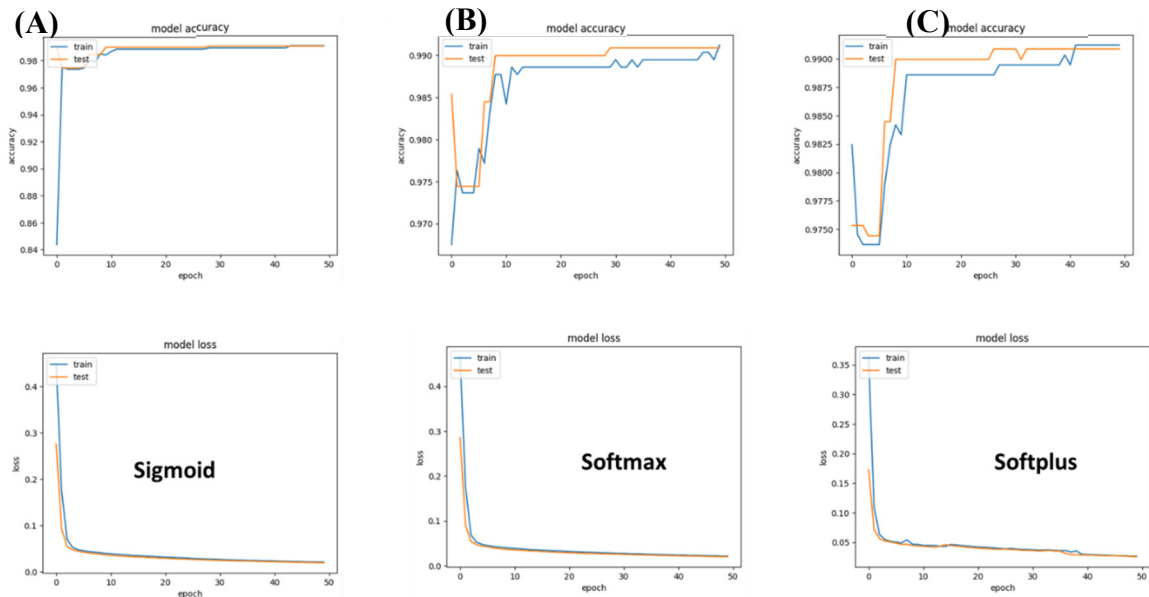 (A)
model accuracy
train
test
0.98
0.96
0.94
0.92
0.90
0.88
0.86
0.84
accuracy
0
10
20
30
40
50
epoch
(B)
model accuracy
train
test
0.990
0.985
0.980
0.975
0.970
accuracy
0
10
20
30
40
50
epoch
(C)
model accuracy
train
test
0.9900
0.9875
0.9850
0.9825
0.9800
0.9775
0.9750
accuracy
0
10
20
30
40
50
epoch
model loss
train
test
0.4
0.3
0.2
0.1
0.0
loss
Sigmoid
0
10
20
30
40
50
epoch
model loss
train
test
0.4
0.3
0.2
0.1
0.0
loss
Softmax
0
10
20
30
40
50
epoch
model loss
train
test
0.35
0.30
0.25
0.20
0.15
0.10
0.05
loss
Softplus
0
10
20
30
40
50
epoch